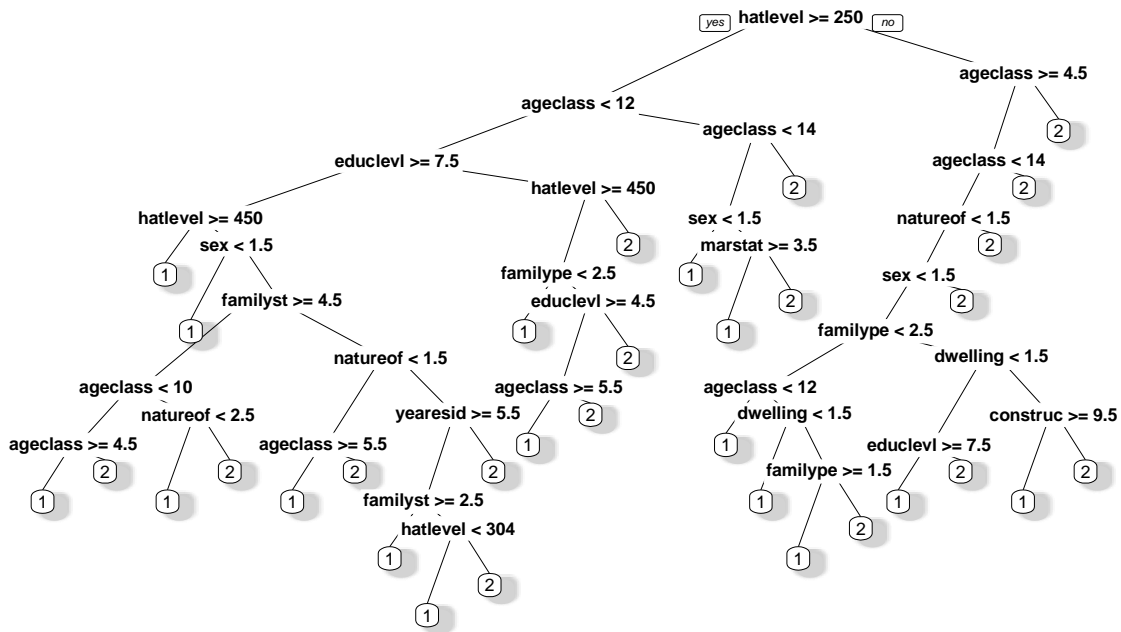 yes hatlevel >= 250 no
ageclass >= 4.5
ageclass < 12
2
ageclass < 14
educlevl >= 7.5
ageclass < 14
hatlevel >= 450
2
2
hatlevel >= 450
sex < 1.5
natureof < 1.5
sex < 1.5
2
marstat >= 3.5
2
1
familype < 2.5
1
sex < 1.5
familyst >= 4.5
educlevl >= 4.5
2
2
1
1
1
familype < 2.5
natureof < 1.5
2
dwelling < 1.5
ageclass < 10
ageclass >= 5.5
ageclass < 12
natureof < 2.5
yearesid >= 5.5
2
dwelling < 1.5
construc >= 9.5
ageclass >= 4.5
ageclass >= 5.5
1
1
educlevl >= 7.5
2
2
2
2
familype >= 1.5
2
2
1
1
1
familyst >= 2.5
1
1
1
hatlevel < 304
2
1
1
2
1